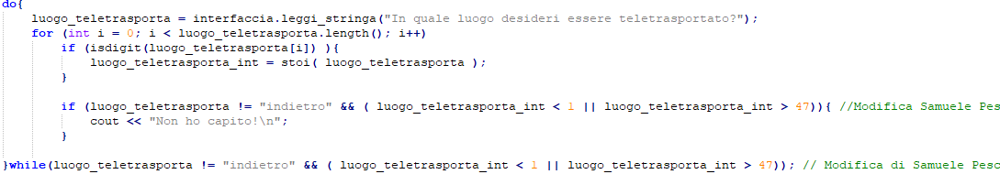 do{
luogo_teletrasporta = interfaccia.leggi_stringa("In quale luogo desideri essere teletrasportato?");
for (int i = 0; i < luogo_teletrasporta.length(); i++)
if (isdigit(luogo_teletrasporta[i]) ){
luogo_teletrasporta_int = stoi( luogo_teletrasporta );
}
if (luogo_teletrasporta != "indietro" && ( luogo_teletrasporta_int < 1 || luogo_teletrasporta_int > 47)){ //Modifica Samuele Pes
cout << "Non ho capito!\n";
}
}while(luogo_teletrasporta != "indietro" && ( luogo_teletrasporta_int < 1 || luogo_teletrasporta_int > 47)); // Modifica di Samuele Pesc